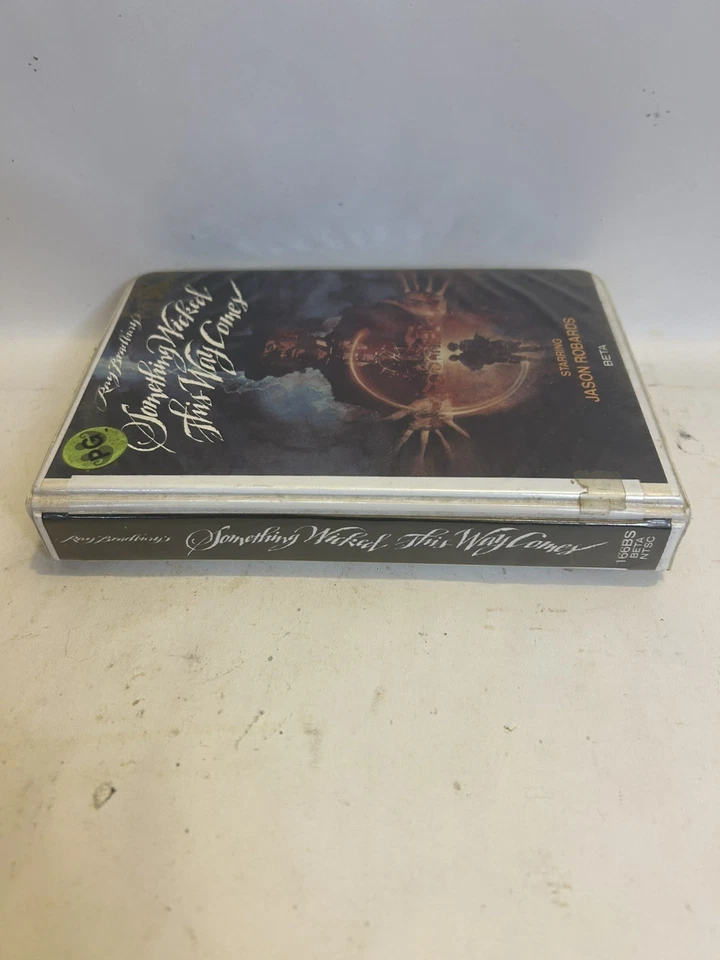 Ray Bradbury's
Something Wicked
This Way Comes
PG
STARRING
JASON ROBARDS
BETA
Ray Bradbury's Something Wicked This Way Comes
166BS
BETA
NTSC